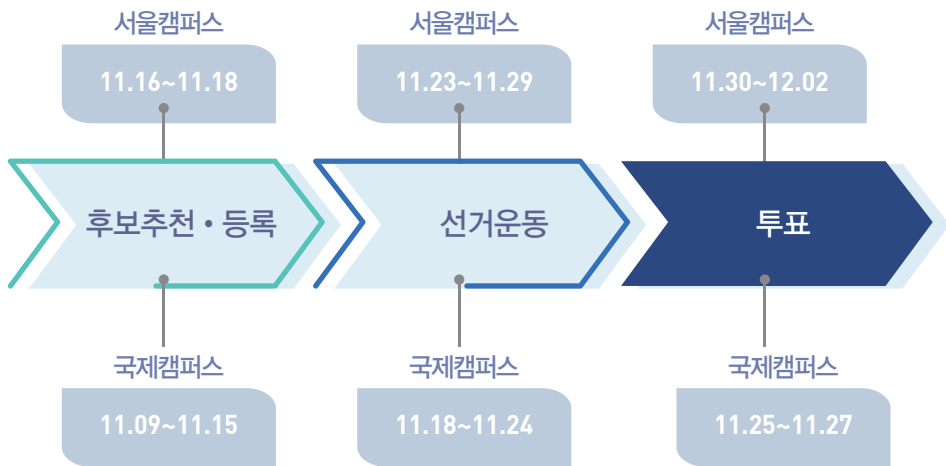 서울캠퍼스
11.16~11.18
서울캠퍼스
11.23~11.29
서울캠퍼스
11.30~12.02
후보추천・등록
선거운동
투표
국제캠퍼스
11.09~11.15
국제캠퍼스
11.18~11.24
국제캠퍼스
11.25~11.27